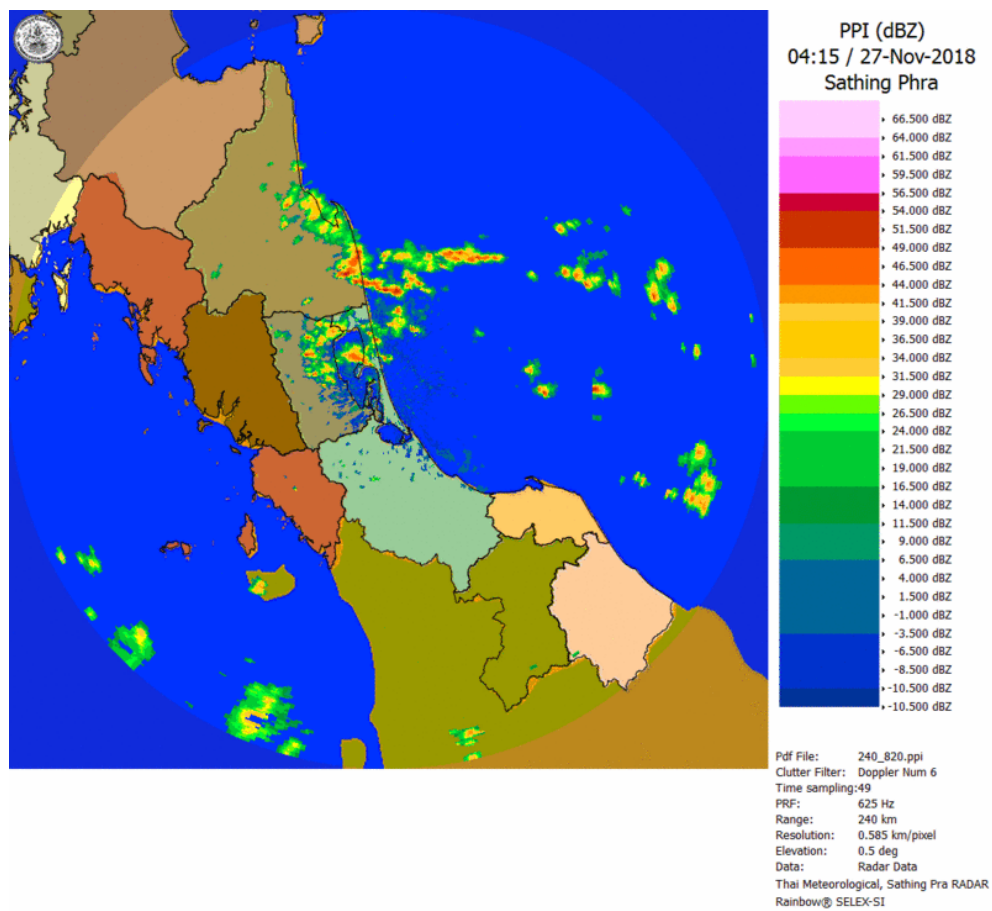 PPI (dBZ)
04:15 / 27-Nov-2018
Sathing Phra
66.500 dBZ
64.000 dBZ
61.500 dBZ
59.500 dBZ
56.500 dBZ
54.000 dBZ
51.500 dBZ
49.000 dBZ
46.500 dBZ
44.000 dBZ
41.500 dBZ
39.000 dBZ
36.500 dBZ
34.000 dBZ
31.500 dBZ
29.000 dBZ
26.500 dBZ
24.000 dBZ
21.500 dBZ
19.000 dBZ
16.500 dBZ
14.000 dBZ
11.500 dBZ
9.000 dBZ
6.500 dBZ
4.000 dBZ
1.500 dBZ
-1.000 dBZ
-3.500 dBZ
-6.500 dBZ
-8.500 dBZ
-10.500 dBZ
-10.500 dBZ
Pdf File: 240_820.ppi
Clutter Filter: Doppler Num 6
Time sampling:49
PRF: 625 Hz
Range: 240 km
Resolution: 0.585 km/pixel
Elevation: 0.5 deg
Data: Radar Data
Thai Meteorological, Sathing Pra RADAR
Rainbow® SELEX-SI